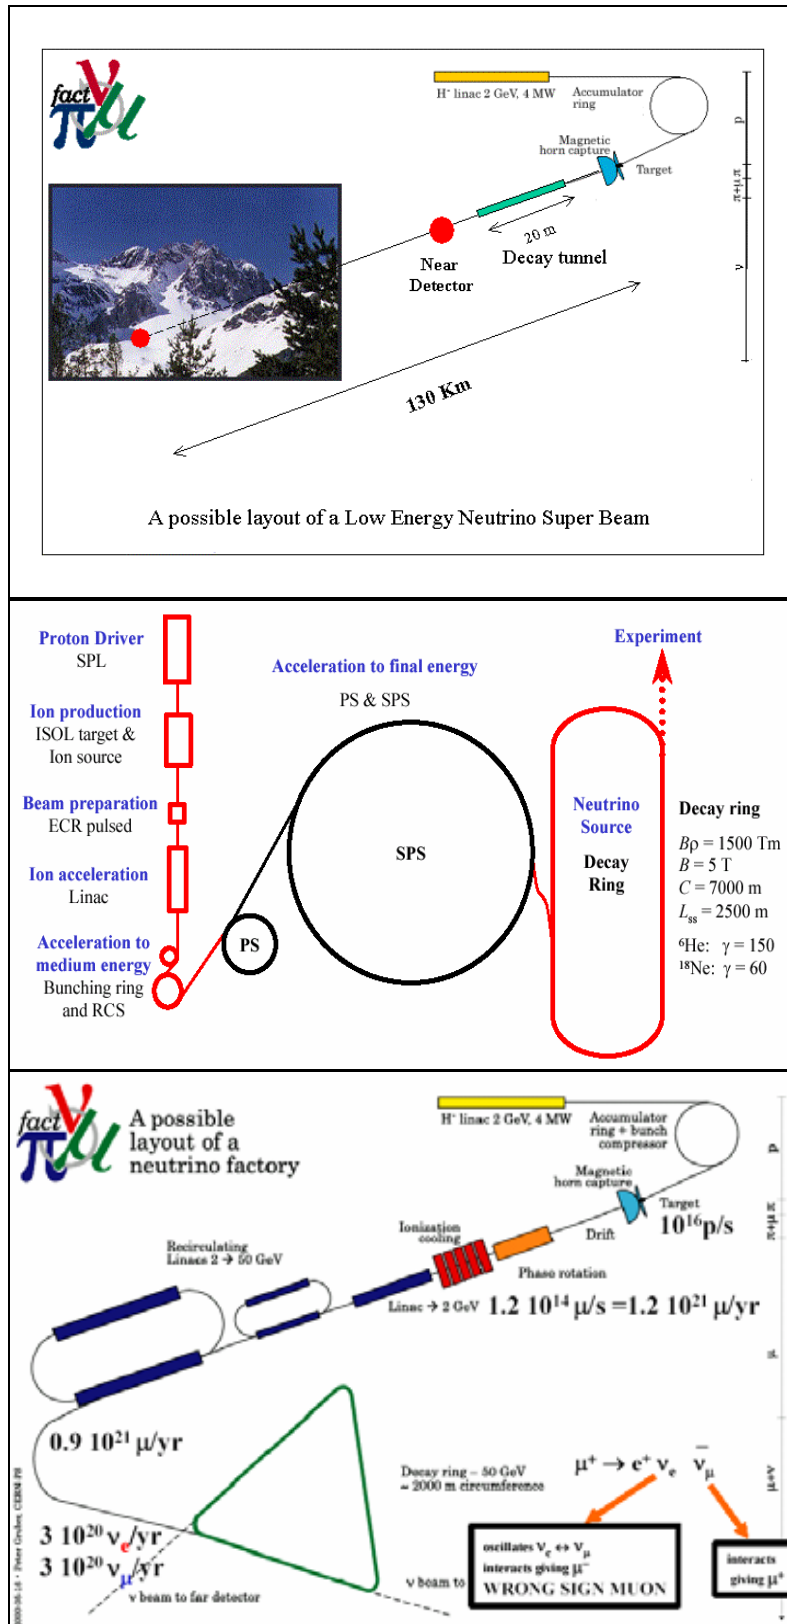 fact
ν
π μ
H⁻ linac 2 GeV, 4 MW
Accumulator
ring
Magnetic
horn capture
Target
p
π
π+μ
ν
20 m
Decay tunnel
Near
Detector
130 Km
A possible layout of a Low Energy Neutrino Super Beam
Proton Driver
SPL
Ion production
ISOL target &
Ion source
Beam preparation
ECR pulsed
Ion acceleration
Linac
Acceleration to
medium energy
Bunching ring
and RCS
Acceleration to final energy
PS & SPS
PS
SPS
Experiment
Neutrino
Source
Decay
Ring
Decay ring
Bρ = 1500 Tm
B = 5 T
C = 7000 m
Lss = 2500 m
⁶He: γ = 150
¹⁸Ne: γ = 60
fact
ν
π μ
A possible
layout of a
neutrino factory
H⁻ linac 2 GeV, 4 MW
Accumulator
ring + bunch
compressor
Magnetic
horn capture
Target
10¹⁶p/s
Drift
Ionization
cooling
Phase rotation
Linac → 2 GeV
1.2 10¹⁴ μ/s =1.2 10²¹ μ/yr
Recirculating
Linacs 2 → 50 GeV
p
π
π+μ
μ
μ+ν
0.9 10²¹ μ/yr
Decay ring – 50 GeV
≈ 2000 m circumference
μ⁺ → e⁺ νe ν̄μ
3 10²⁰ νe/yr
3 10²⁰ νμ/yr
ν beam to far detector
ν beam to
oscillates νe ↔ νμ
interacts giving μ⁻
WRONG SIGN MUON
interacts
giving μ⁺
Peter Gruber, CERN-PS